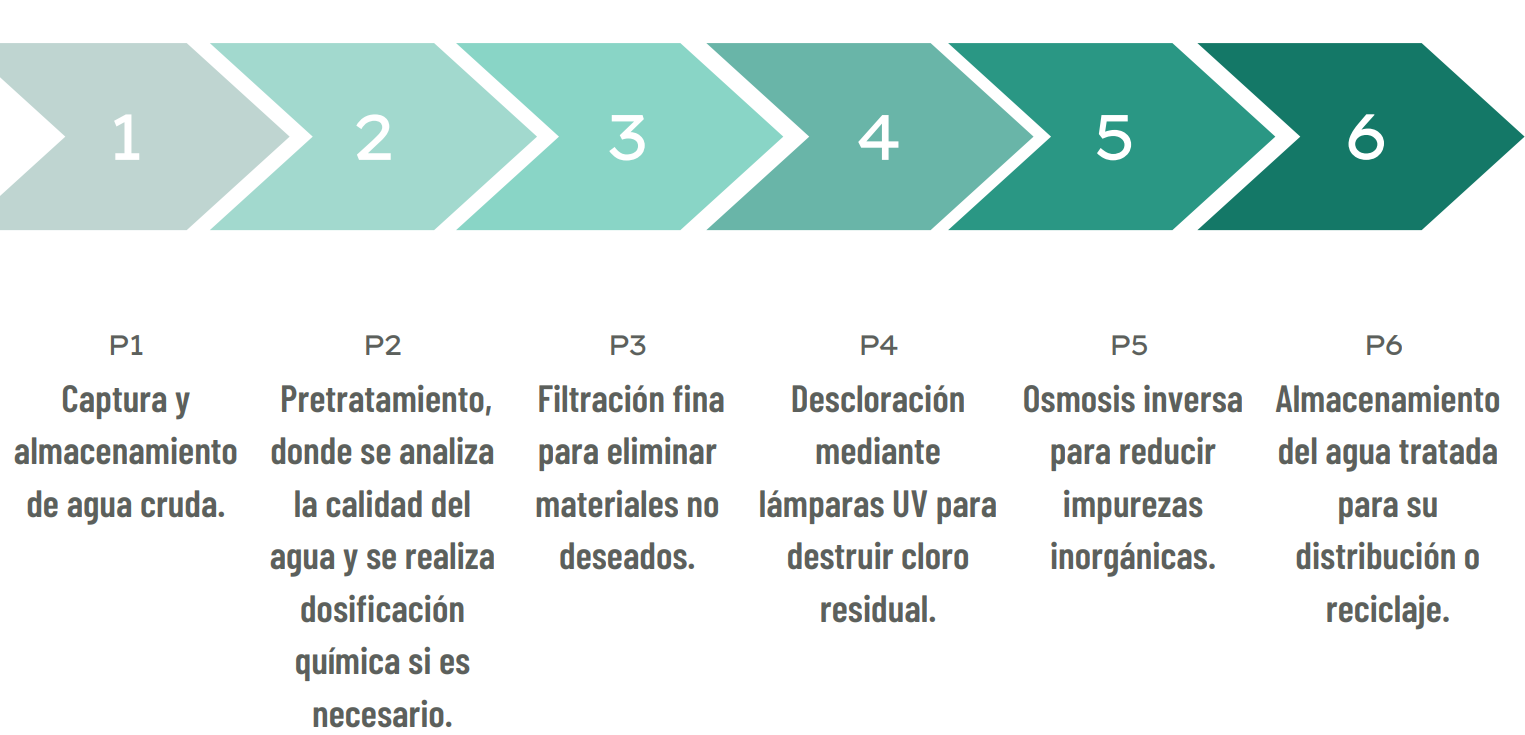 1
2
3
4
5
6
P1
Captura y
almacenamiento
de agua cruda.
P2
Pretratamiento,
donde se analiza
la calidad del
agua y se realiza
dosificación
química si es
necesario.
P3
Filtración fina
para eliminar
materiales no
deseados.
P4
Descloración
mediante
lámparas UV para
destruir cloro
residual.
P5
Osmosis inversa
para reducir
impurezas
inorgánicas.
P6
Almacenamiento
del agua tratada
para su
distribución o
reciclaje.